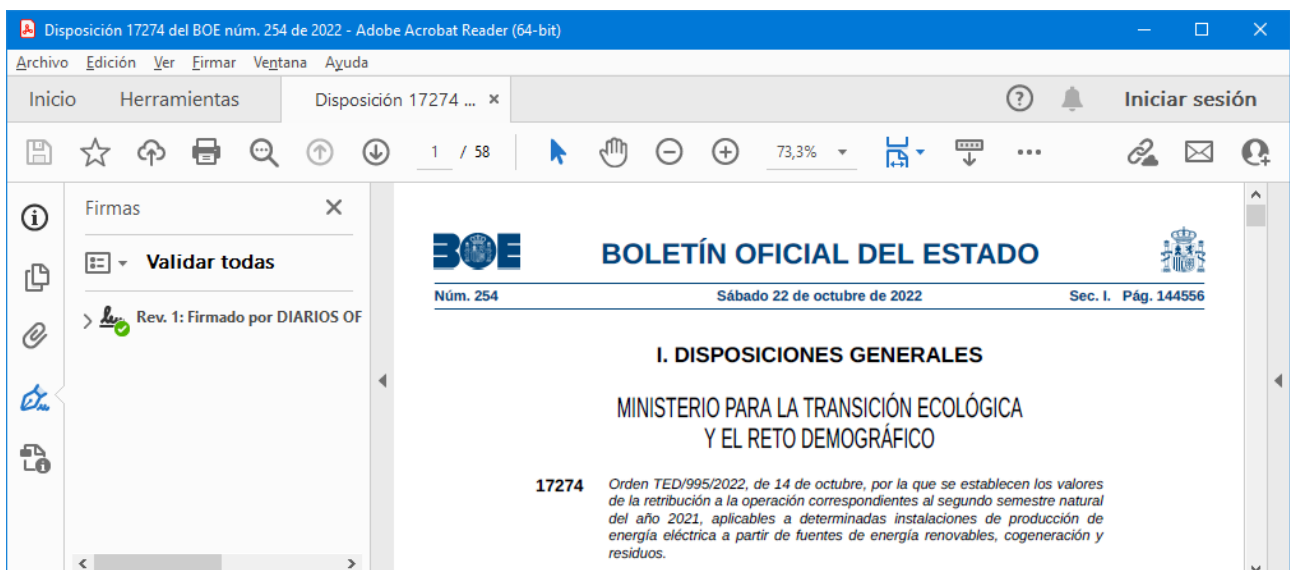 Disposición 17274 del BOE núm. 254 de 2022 - Adobe Acrobat Reader (64-bit)
Archivo Edición Ver Firmar Ventana Ayuda
Inicio Herramientas Disposición 17274 ... × Iniciar sesión
1 / 58 73,3%
Firmas
Validar todas
Rev. 1: Firmado por DIARIOS OF
BOE BOLETÍN OFICIAL DEL ESTADO
Núm. 254 Sábado 22 de octubre de 2022 Sec. I. Pág. 144556
I. DISPOSICIONES GENERALES
MINISTERIO PARA LA TRANSICIÓN ECOLÓGICA
Y EL RETO DEMOGRÁFICO
17274 Orden TED/995/2022, de 14 de octubre, por la que se establecen los valores
de la retribución a la operación correspondientes al segundo semestre natural
del año 2021, aplicables a determinadas instalaciones de producción de
energía eléctrica a partir de fuentes de energía renovables, cogeneración y
residuos.